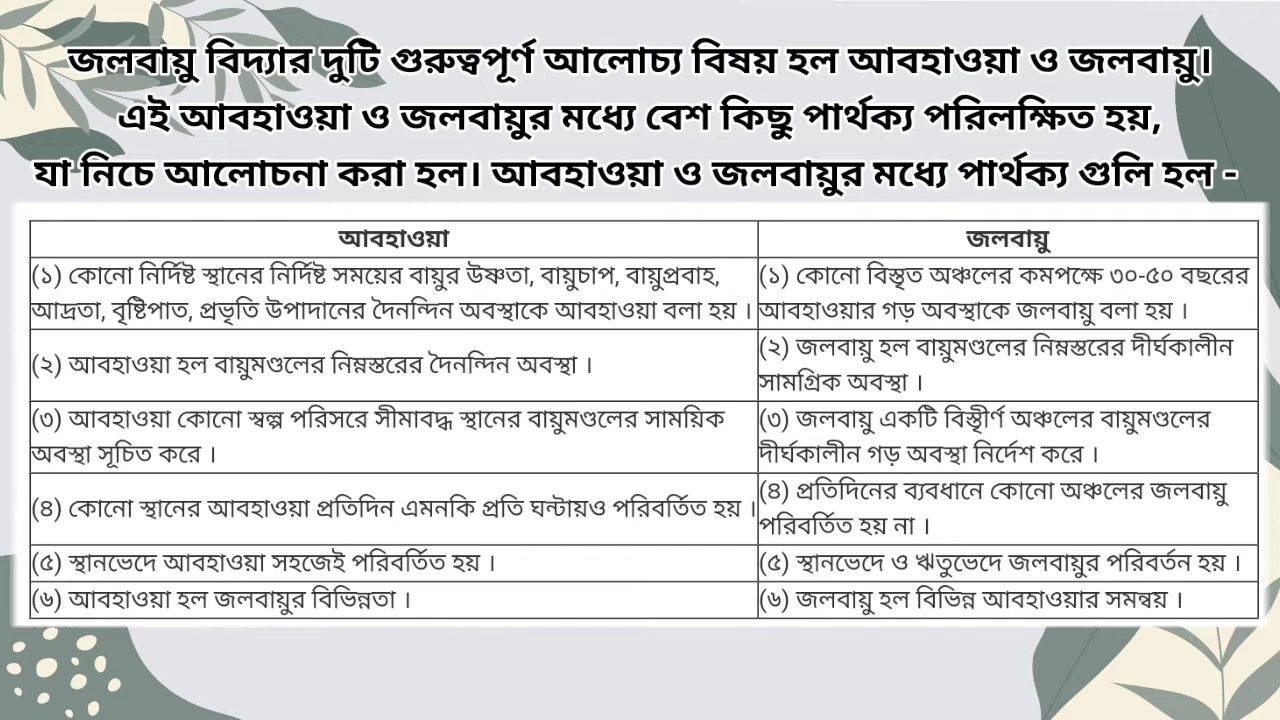 জলবায়ু বিদ্যার দুটি গুরুত্বপূর্ণ আলোচ্য বিষয় হল আবহাওয়া ও জলবায়ু।
এই আবহাওয়া ও জলবায়ুর মধ্যে বেশ কিছু পার্থক্য পরিলক্ষিত হয়,
যা নিচে আলোচনা করা হল। আবহাওয়া ও জলবায়ুর মধ্যে পার্থক্য গুলি হল -
আবহাওয়া
জলবায়ু
(১) কোনো নির্দিষ্ট স্থানের নির্দিষ্ট সময়ের বায়ুর উষ্ণতা, বায়ুচাপ, বায়ুপ্রবাহ,
আদ্রতা, বৃষ্টিপাত, প্রভৃতি উপাদানের দৈনন্দিন অবস্থাকে আবহাওয়া বলা হয় ।
(১) কোনো বিস্তৃত অঞ্চলের কমপক্ষে ৩০-৫০ বছরের
আবহাওয়ার গড় অবস্থাকে জলবায়ু বলা হয় ।
(২) আবহাওয়া হল বায়ুমণ্ডলের নিম্নস্তরের দৈনন্দিন অবস্থা ।
(২) জলবায়ু হল বায়ুমণ্ডলের নিম্নস্তরের দীর্ঘকালীন
সামগ্রিক অবস্থা ।
(৩) আবহাওয়া কোনো স্বল্প পরিসরে সীমাবদ্ধ স্থানের বায়ুমণ্ডলের সাময়িক
অবস্থা সূচিত করে ।
(৩) জলবায়ু একটি বিস্তীর্ণ অঞ্চলের বায়ুমণ্ডলের
দীর্ঘকালীন গড় অবস্থা নির্দেশ করে ।
(৪) কোনো স্থানের আবহাওয়া প্রতিদিন এমনকি প্রতি ঘন্টায়ও পরিবর্তিত হয় ।
(৪) প্রতিদিনের ব্যবধানে কোনো অঞ্চলের জলবায়ু
পরিবর্তিত হয় না ।
(৫) স্থানভেদে আবহাওয়া সহজেই পরিবর্তিত হয় ।
(৫) স্থানভেদে ও ঋতুভেদে জলবায়ুর পরিবর্তন হয় ।
(৬) আবহাওয়া হল জলবায়ুর বিভিন্নতা ।
(৬) জলবায়ু হল বিভিন্ন আবহাওয়ার সমন্বয় ।